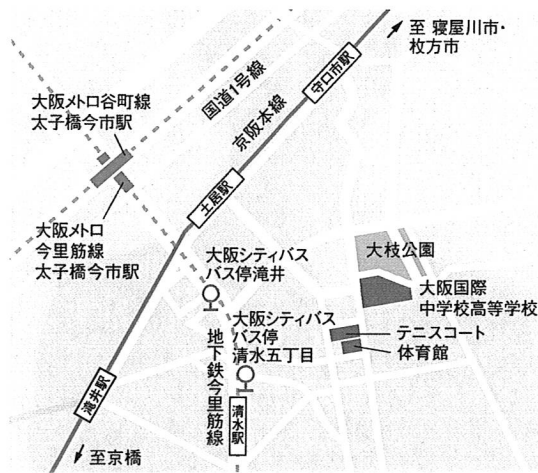 至 寝屋川市・
枚方市
守口市駅
国道1号線
京阪本線
大阪メトロ谷町線
太子橋今市駅
土居駅
大阪メトロ
今里筋線
太子橋今市駅
大阪シティバス
バス停滝井
大枝公園
大阪国際
中学校高等学校
大阪シティバス
バス停
清水五丁目
テニスコート
体育館
地下鉄今里筋線
滝井駅
清水駅
至京橋